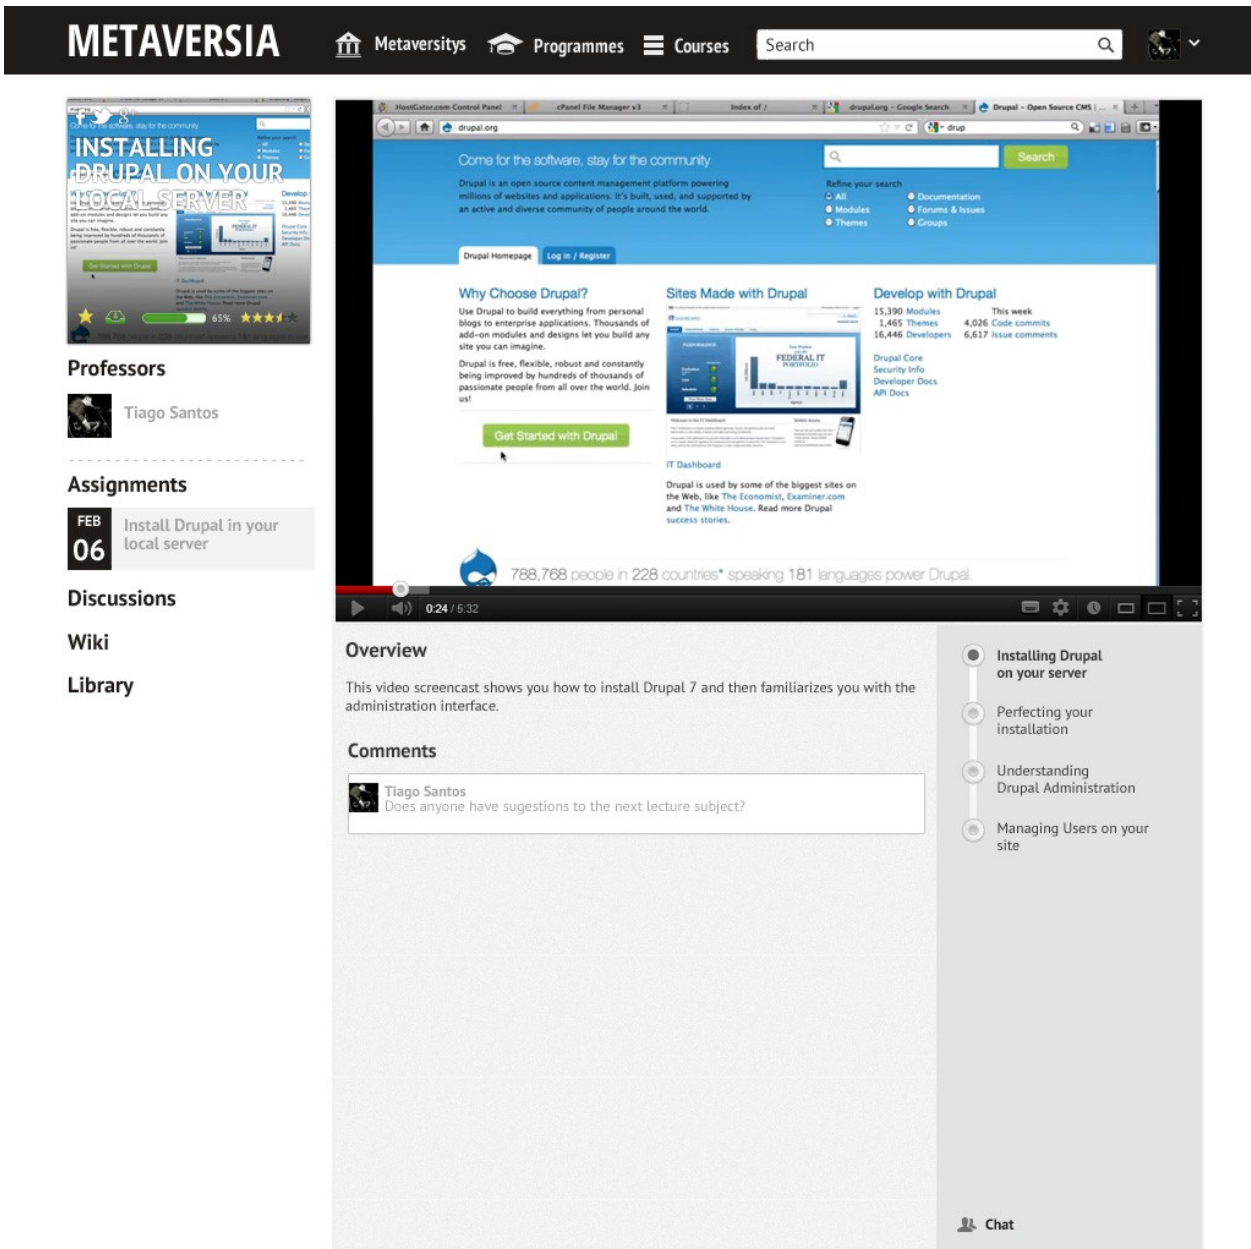 METAVERSIA
Metaversitys
Programmes
Courses
Search
INSTALLING
DRUPAL ON YOUR
LOCAL SERVER
65%
Professors
Tiago Santos
Assignments
FEB
06
Install Drupal in your
local server
Discussions
Wiki
Library
HostGator.com Control Panel
cPanel File Manager v3
Index of /
drupal.org - Google Search
Drupal - Open Source CMS | ...
drupal.org
drup
Come for the software, stay for the community
Drupal is an open source content management platform powering
millions of websites and applications. It's built, used, and supported by
an active and diverse community of people around the world.
Search
Refine your search
All
Documentation
Modules
Forums & Issues
Themes
Groups
Drupal Homepage
Log in / Register
Why Choose Drupal?
Use Drupal to build everything from personal
blogs to enterprise applications. Thousands of
add-on modules and designs let you build any
site you can imagine.
Drupal is free, flexible, robust and constantly
being improved by hundreds of thousands of
passionate people from all over the world. Join
us!
Get Started with Drupal
Sites Made with Drupal
FEDERAL IT
PORTFOLIO
IT Dashboard
Drupal is used by some of the biggest sites on
the Web, like The Economist, Examiner.com
and The White House. Read more Drupal
success stories.
Develop with Drupal
15,390 Modules
1,465 Themes
16,446 Developers
This week
4,026 Code commits
6,617 Issue comments
Drupal Core
Security Info
Developer Docs
API Docs
788,768 people in 228 countries* speaking 181 languages power Drupal.
0:24 / 5:32
Overview
This video screencast shows you how to install Drupal 7 and then familiarizes you with the
administration interface.
Comments
Tiago Santos
Does anyone have sugestions to the next lecture subject?
Installing Drupal
on your server
Perfecting your
installation
Understanding
Drupal Administration
Managing Users on your
site
Chat